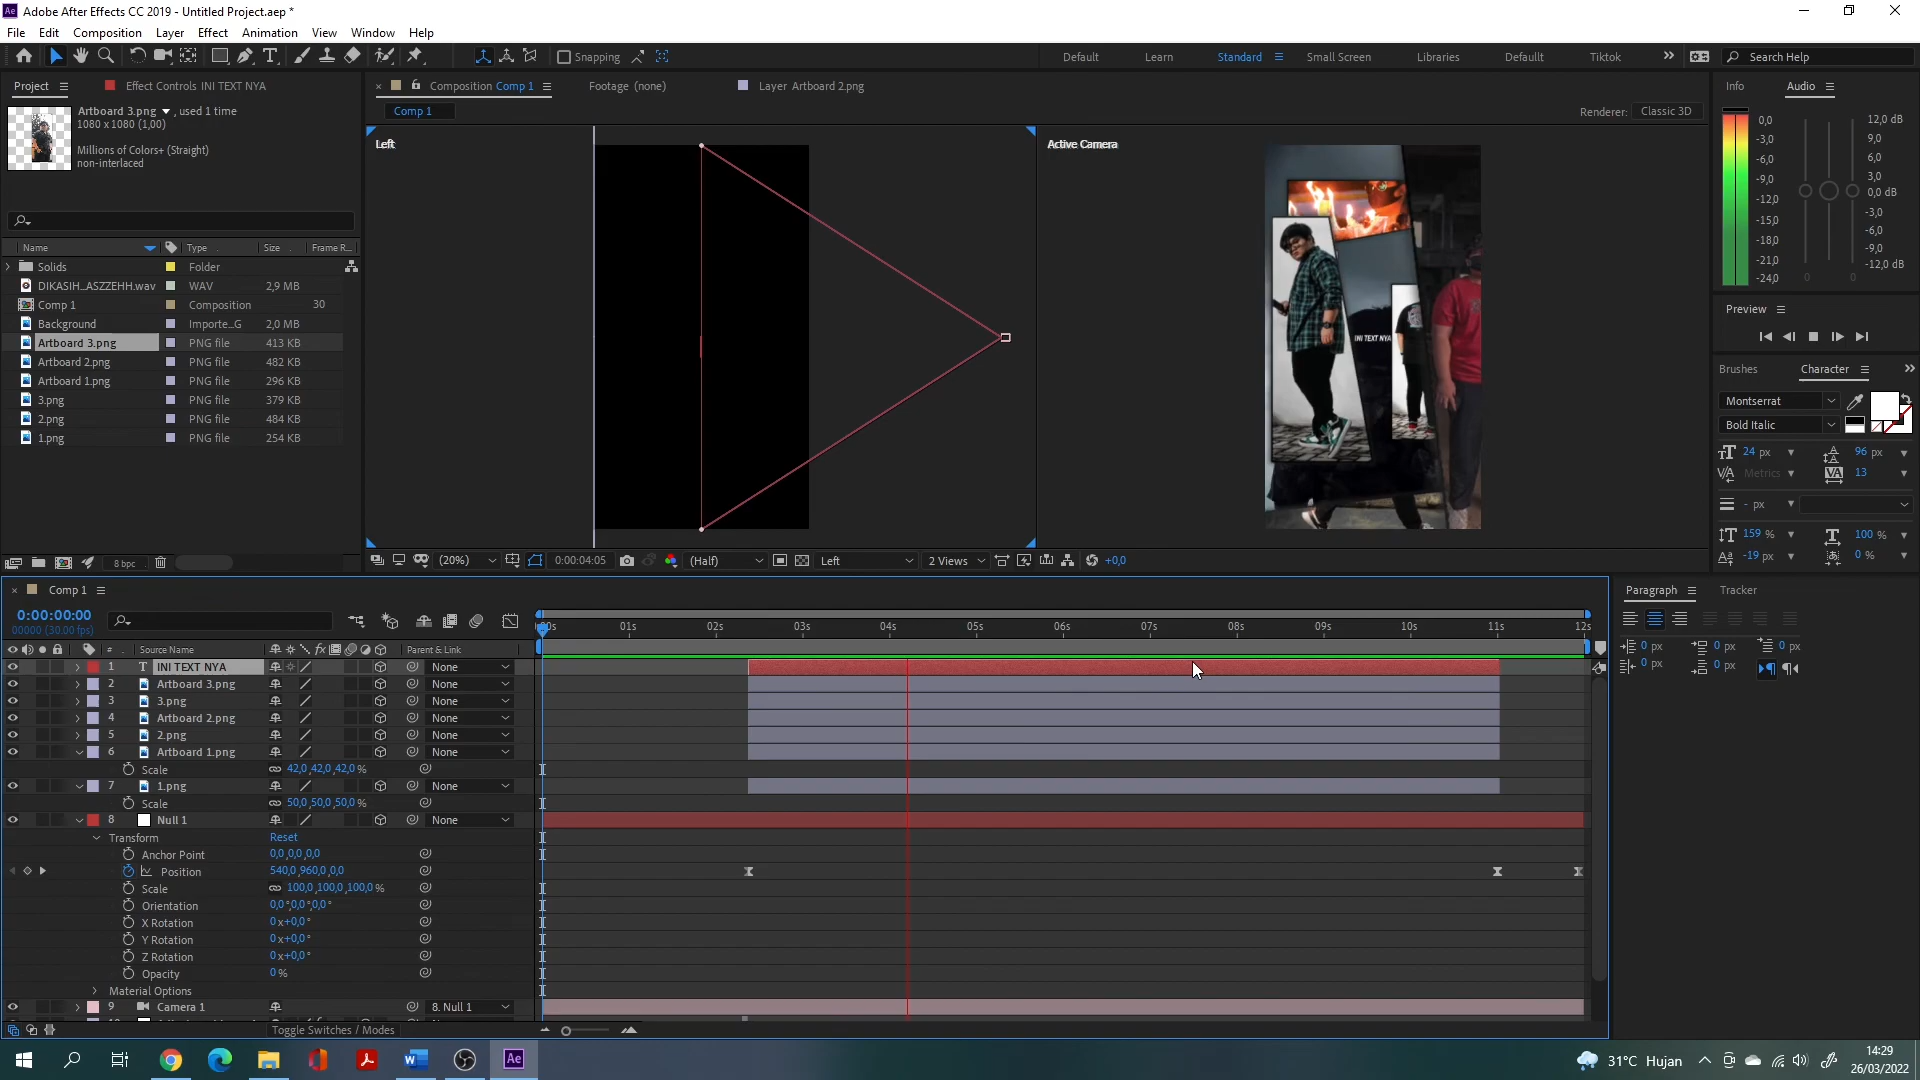 Adobe After Effects CC 2019 - Untitled Project.aep *
File Edit Composition Layer Effect Animation View Window Help
Snapping
Default Learn Standard Small Screen Libraries Defaullt Tiktok Search Help
Project Effect Controls INI TEXT NYA
Artboard 3.png , used 1 time
1080 x 1080 (1,00)
Millions of Colors+ (Straight)
non-interlaced
Name Type Size Frame R...
Solids Folder
DIKASIH_ASZZEHH.wav WAV 2,9 MB
Comp 1 Composition 30
Background Importe...G 2,0 MB
Artboard 3.png PNG file 413 KB
Artboard 2.png PNG file 482 KB
Artboard 1.png PNG file 296 KB
3.png PNG file 379 KB
2.png PNG file 484 KB
1.png PNG file 254 KB
8 bpc
Composition Comp 1 Footage (none) Layer Artboard 2.png
Comp 1
Renderer: Classic 3D
Left
Active Camera
INI TEXT NYA
(20%) 0:00:04:05 (Half) Left 2 Views +0,0
Info Audio
0,0 12,0 dB
-3,0 9,0
-6,0 6,0
-9,0 3,0
-12,0 0,0 dB
-15,0 -3,0
-18,0 -6,0
-21,0 -9,0
-24,0 0 0 -12,0 dB
Preview
Brushes Character
Montserrat
Bold Italic
24 px 96 px
Metrics 13
- px
159 % 100 %
-19 px 0 %
Comp 1
0:00:00:00
00000 (30.00 fps)
01s 02s 03s 04s 05s 06s 07s 08s 09s 10s 11s 12s
# Source Name Parent & Link
1 T INI TEXT NYA None
2 Artboard 3.png None
3 3.png None
4 Artboard 2.png None
5 2.png None
6 Artboard 1.png None
Scale 42,0,42,0,42,0 %
7 1.png None
Scale 50,0,50,0,50,0 %
8 Null 1 None
Transform Reset
Anchor Point 0,0,0,0,0,0
Position 540,0,960,0,0,0
Scale 100,0,100,0,100,0 %
Orientation 0,0°,0,0°,0,0°
X Rotation 0x+0,0°
Y Rotation 0x+0,0°
Z Rotation 0x+0,0°
Opacity 0 %
Material Options
9 Camera 1 8. Null 1
Toggle Switches / Modes
Paragraph Tracker
0 px 0 px 0 px
0 px 0 px
31°C Hujan
14:29
26/03/2022